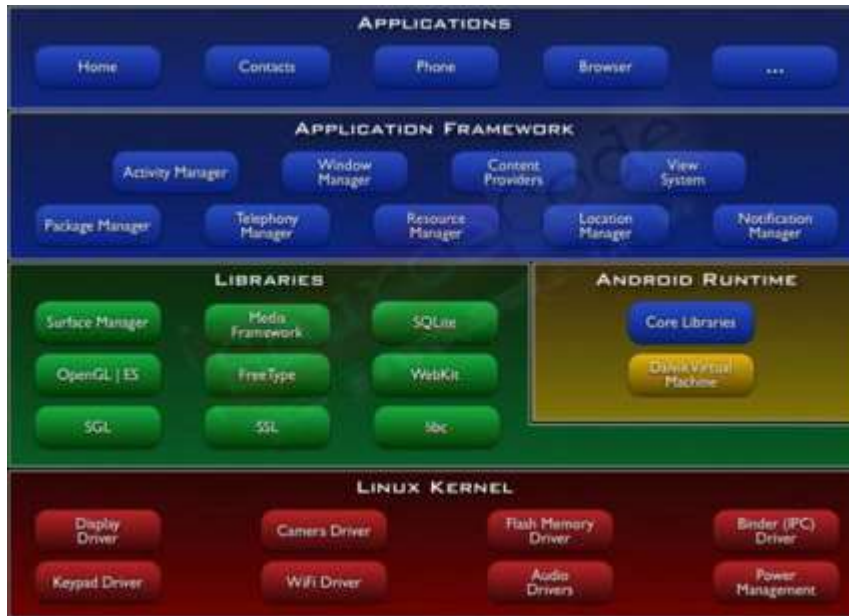 APPLICATIONS
Home
Contacts
Phone
Browser
...
APPLICATION FRAMEWORK
Activity Manager
Window
Manager
Content
Providers
View
System
Package Manager
Telephony
Manager
Resource
Manager
Location
Manager
Notification
Manager
LIBRARIES
Surface Manager
Media
Framework
SQLite
OpenGL | ES
FreeType
WebKit
SGL
SSL
libc
ANDROID RUNTIME
Core Libraries
Dalvik Virtual
Machine
LINUX KERNEL
Display
Driver
Camera Driver
Flash Memory
Driver
Binder (IPC)
Driver
Keypad Driver
WiFi Driver
Audio
Drivers
Power
Management